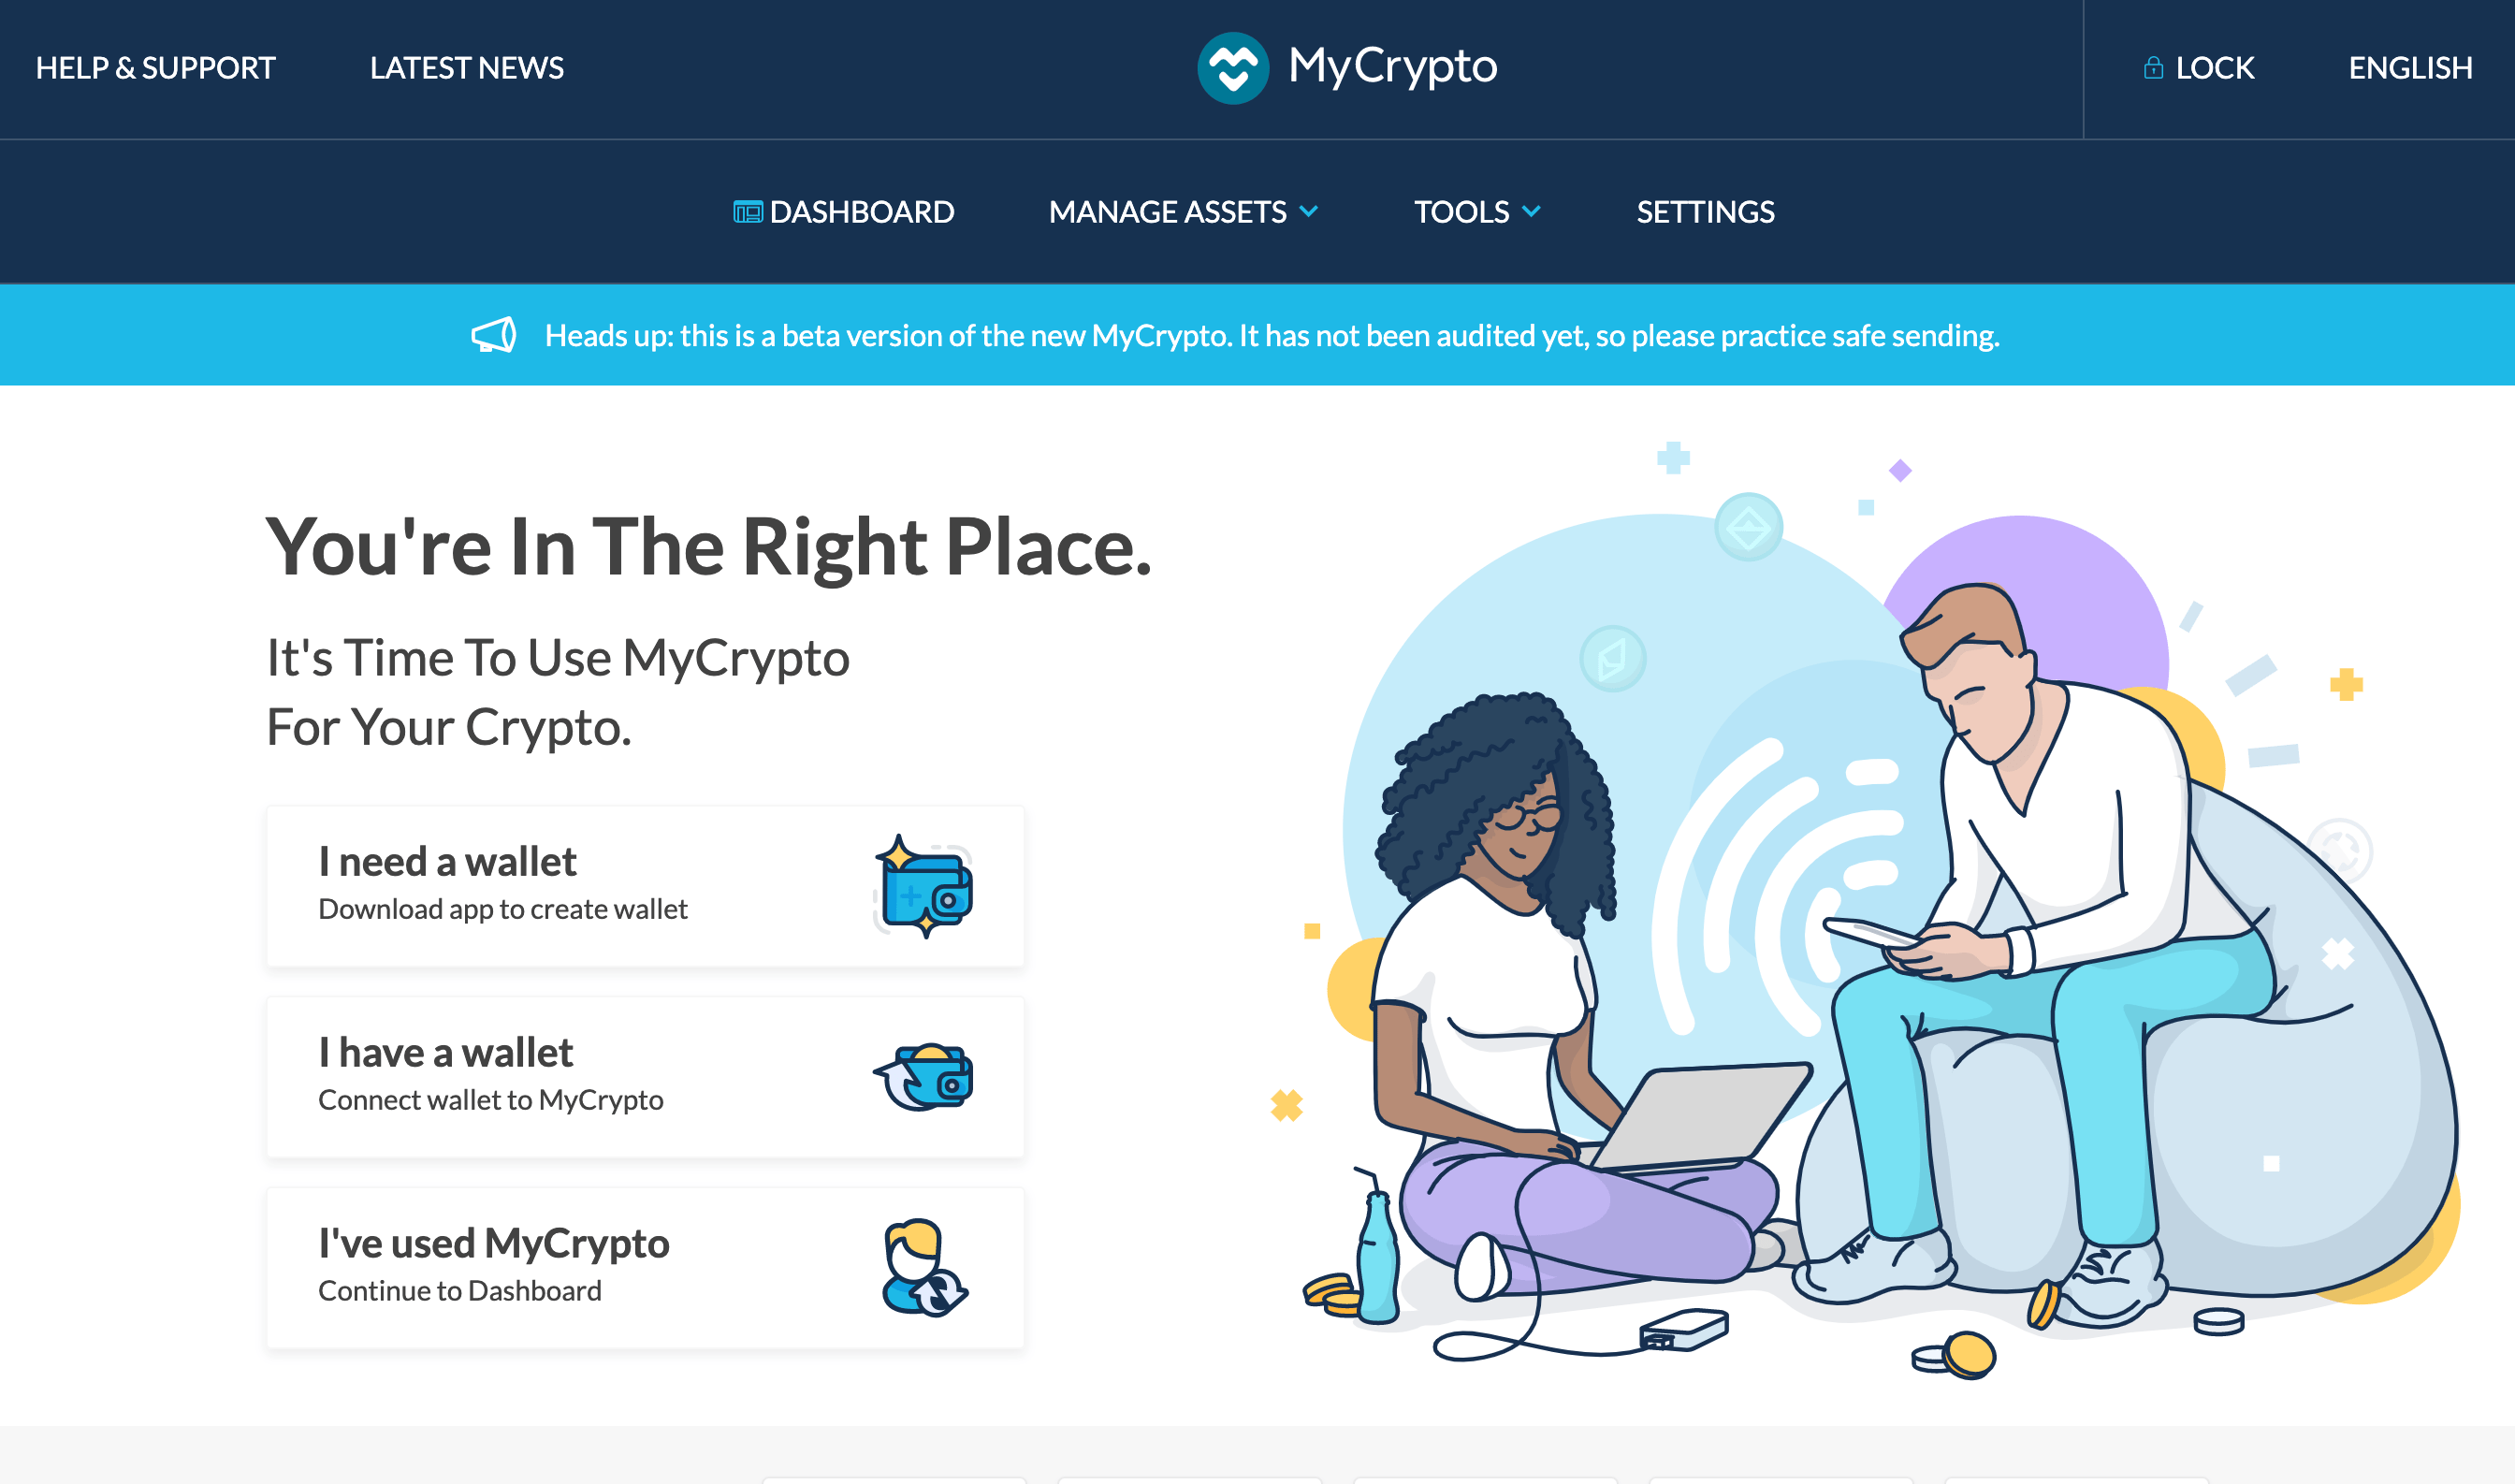 HELP & SUPPORT
LATEST NEWS
MyCrypto
LOCK
ENGLISH
DASHBOARD
MANAGE ASSETS
TOOLS
SETTINGS
Heads up: this is a beta version of the new MyCrypto. It has not been audited yet, so please practice safe sending.
You're In The Right Place.
It's Time To Use MyCrypto
For Your Crypto.
I need a wallet
Download app to create wallet
I have a wallet
Connect wallet to MyCrypto
I've used MyCrypto
Continue to Dashboard